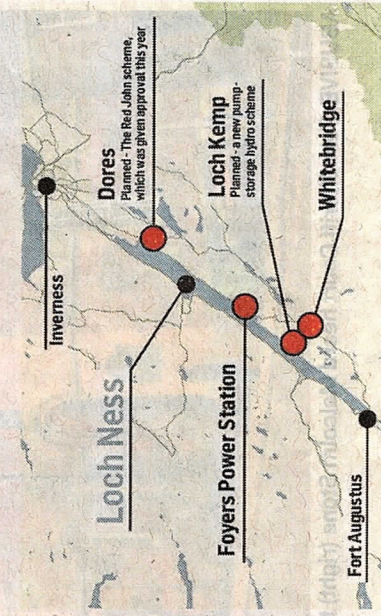 Inverness
Dores
Planned - The Red John scheme,
which was given approval this year
Loch Ness
Loch Kemp
Planned - a new pump-
storage hydro scheme
Foyers Power Station
Whitebridge
Fort Augustus